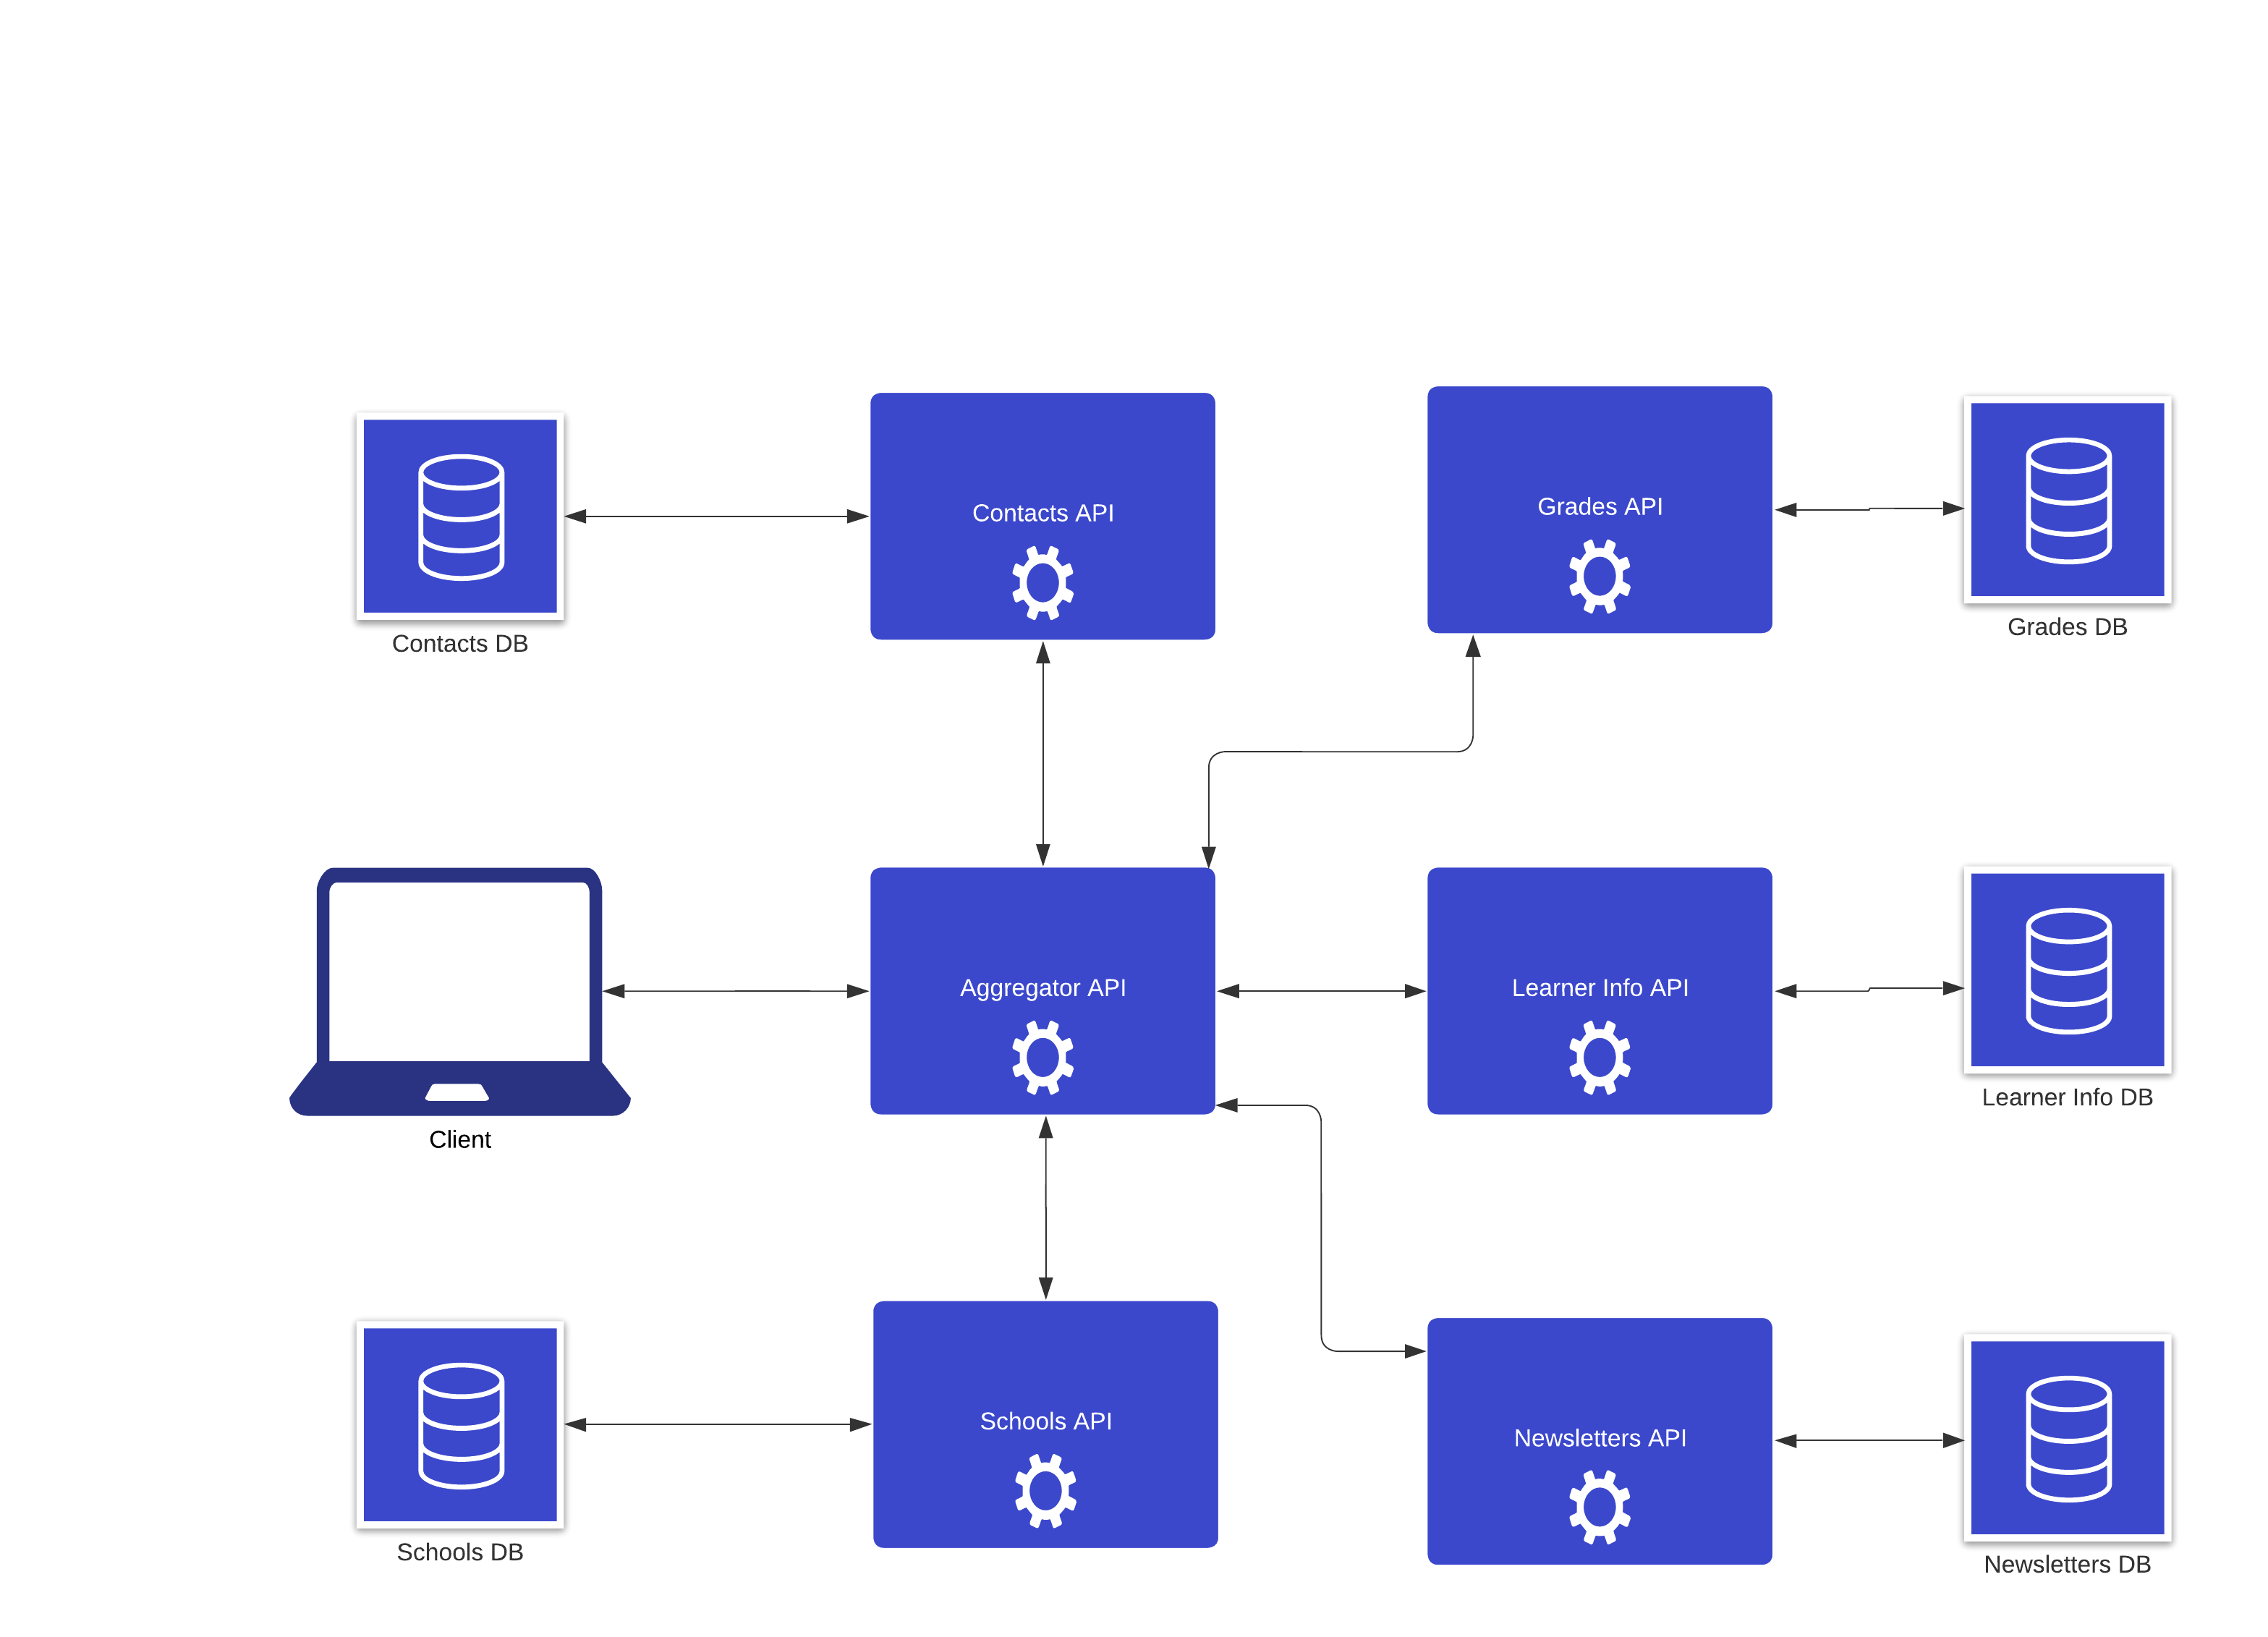 Contacts API
Grades API
Contacts DB
Grades DB
Aggregator API
Learner Info API
Learner Info DB
Client
Schools API
Newsletters API
Schools DB
Newsletters DB